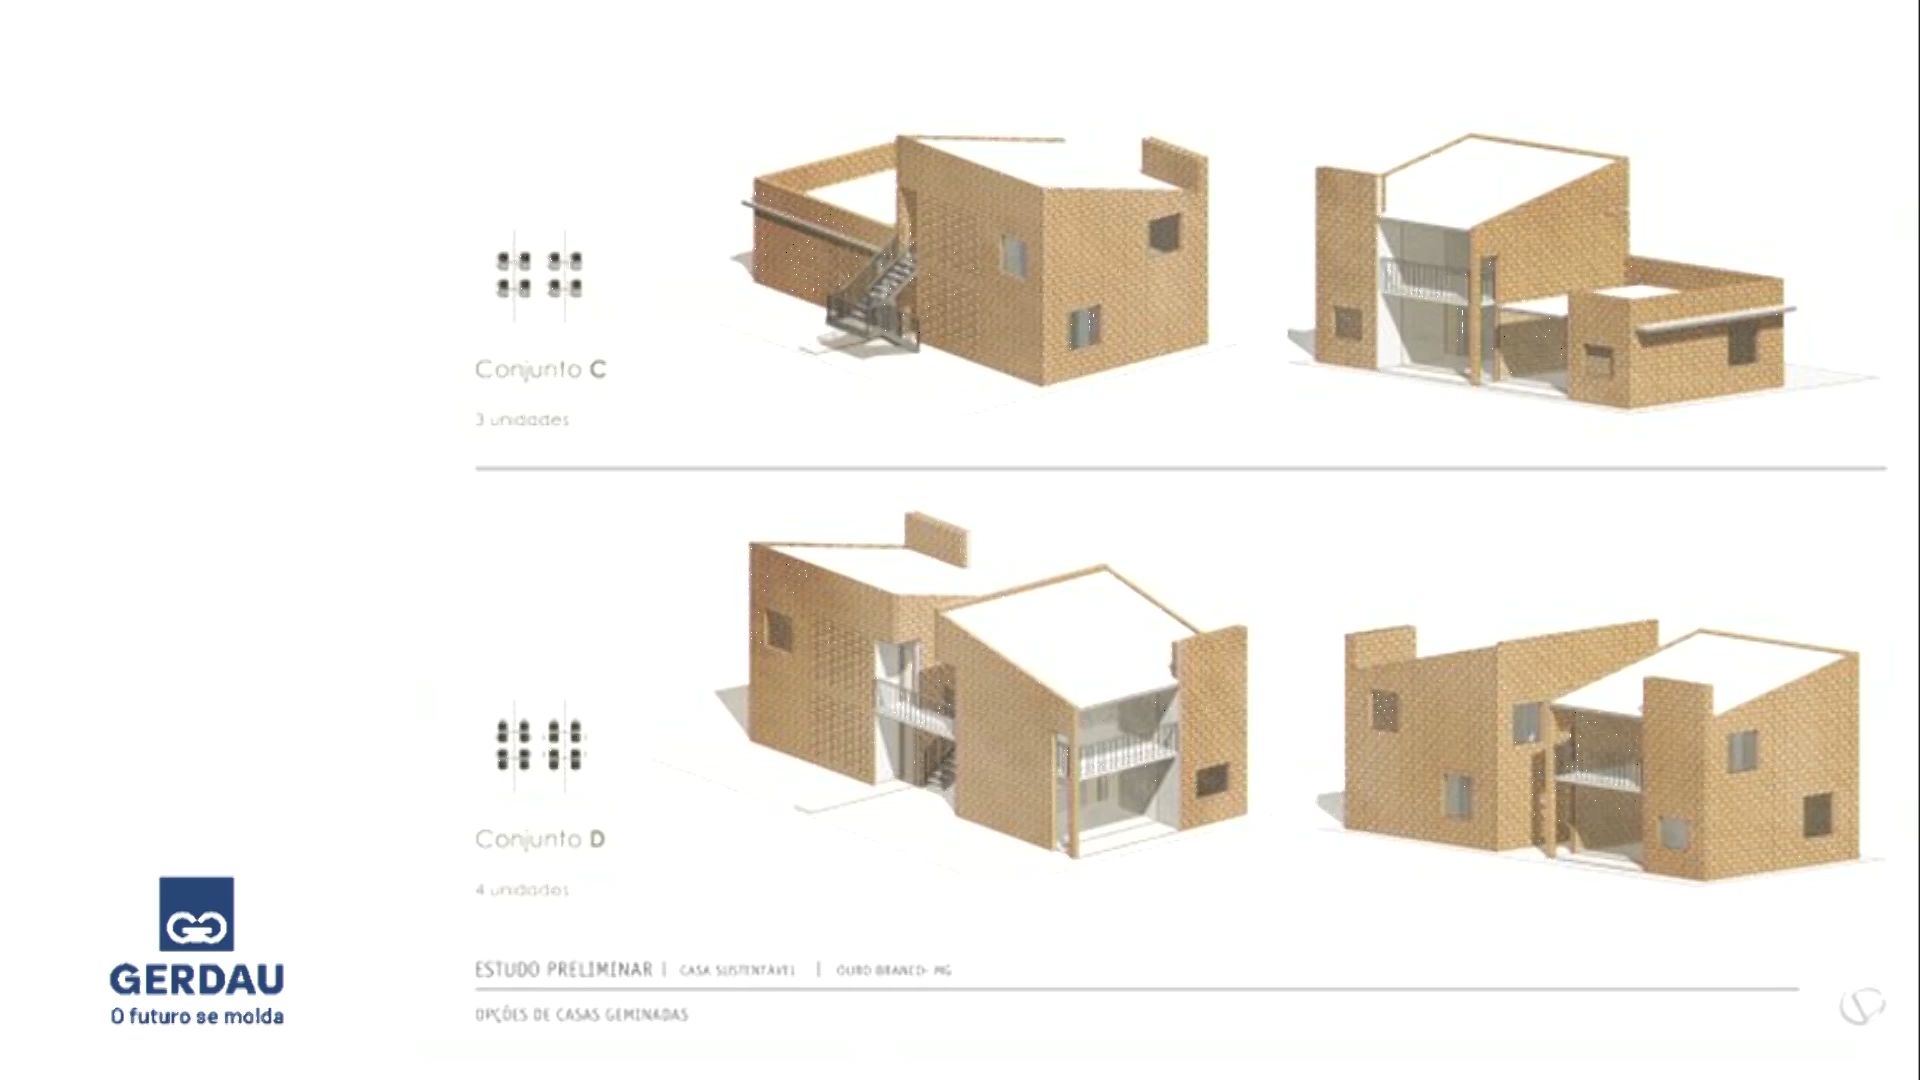 Conjunto C
3 unidades
Conjunto D
4 unidades
GERDAU
O futuro se molda
ESTUDO PRELIMINAR | CASA SUSTENTÁVEL | OURO BRANCO- MG
OPÇÕES DE CASAS GEMINADAS